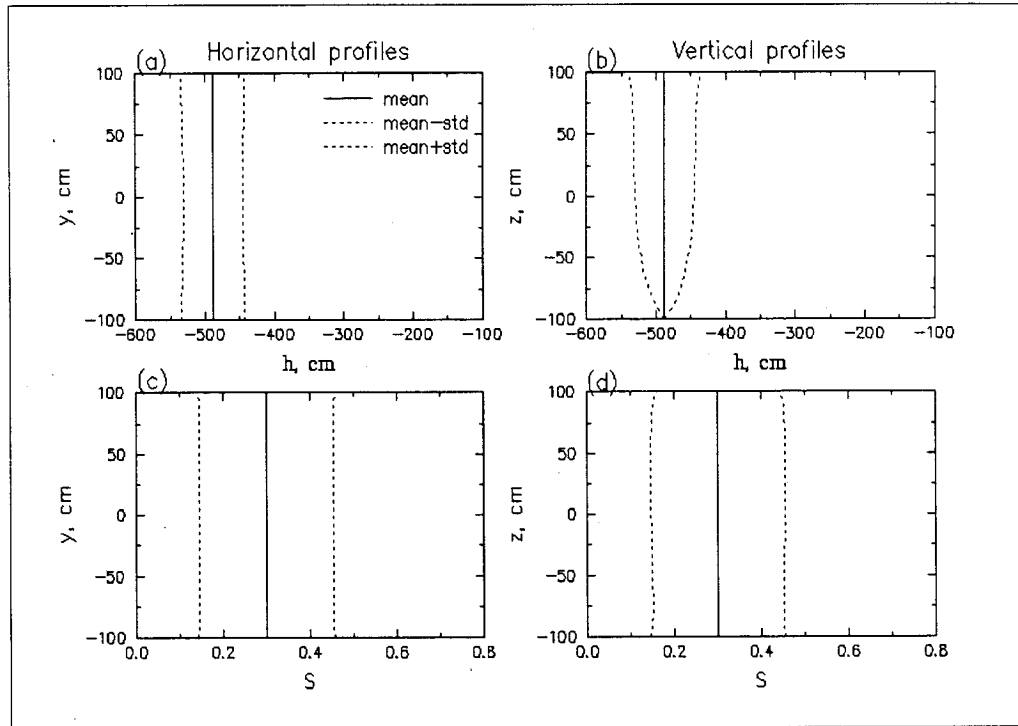 Horizontal profiles
Vertical profiles
(a)
(b)
100
50
0
−50
−100
y, cm
mean
mean−std
mean+std
−600 −500 −400 −300 −200 −100
h, cm
100
50
0
−50
−100
z, cm
−600 −500 −400 −300 −200 −100
h, cm
(c)
(d)
100
50
0
−50
−100
y, cm
0.0 0.2 0.4 0.6 0.8
S
100
50
0
−50
−100
z, cm
0.0 0.2 0.4 0.6 0.8
S